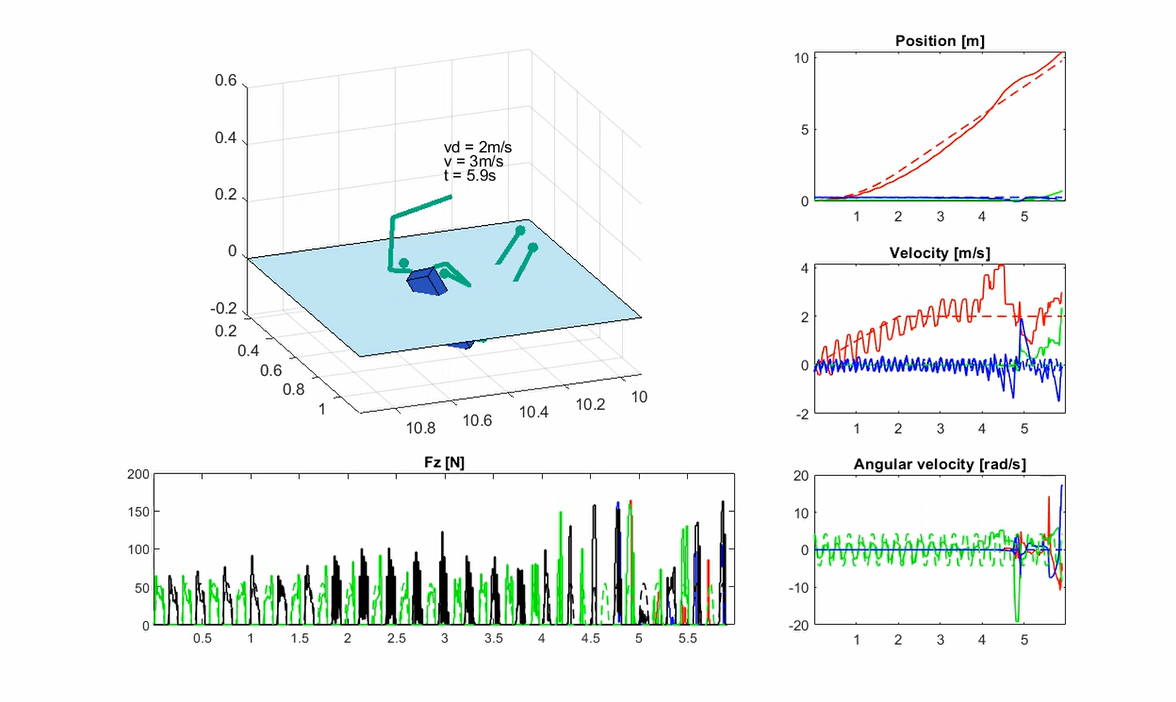 0.6
0.4
0.2
0
-0.2
0.2
0.4
0.6
0.8
1
10.8
10.6
10.4
10.2
10
vd = 2m/s
v = 3m/s
t = 5.9s
Position [m]
10
5
0
1 2 3 4 5
Velocity [m/s]
4
2
0
-2
1 2 3 4 5
Fz [N]
200
150
100
50
0
0.5 1 1.5 2 2.5 3 3.5 4 4.5 5 5.5
Angular velocity [rad/s]
20
10
0
-10
-20
1 2 3 4 5